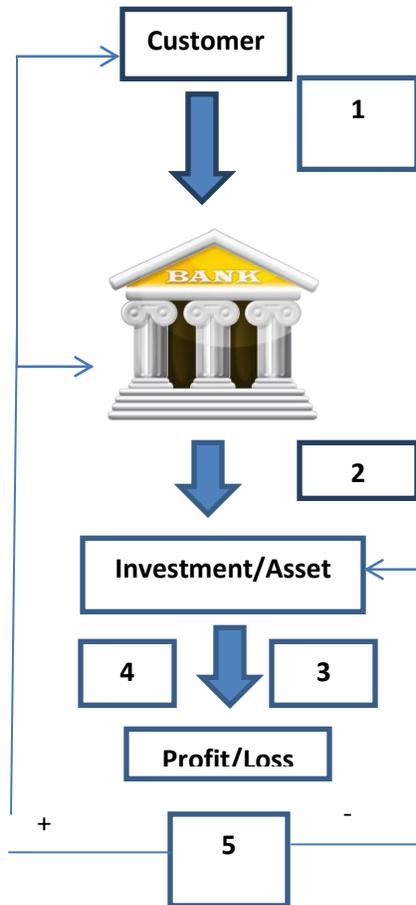 Customer
1
BANK
2
Investment/Asset
4
3
Profit/Loss
+
-
5